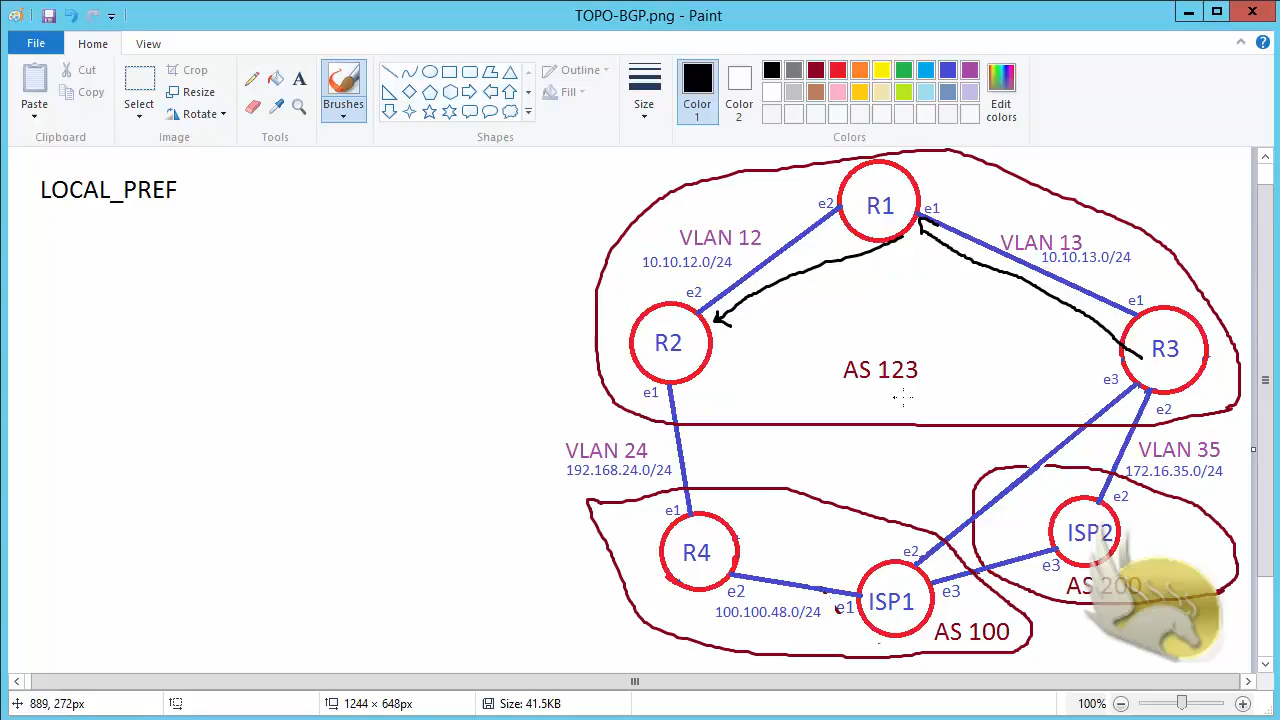 TOPO-BGP.png - Paint
File
Home
View
Paste
Cut
Copy
Clipboard
Select
Crop
Resize
Rotate
Image
A
Tools
Brushes
Shapes
Outline
Fill
Size
Color 1
Color 2
Edit colors
Colors
LOCAL_PREF
R1
e2
e1
VLAN 12
10.10.12.0/24
VLAN 13
10.10.13.0/24
e2
e1
R2
R3
AS 123
e1
e3
e2
VLAN 24
192.168.24.0/24
VLAN 35
172.16.35.0/24
e1
e2
R4
ISP2
e2
e3
e2
100.100.48.0/24
e1
ISP1
e3
AS 200
AS 100
889, 272px
1244 × 648px
Size: 41.5KB
100%